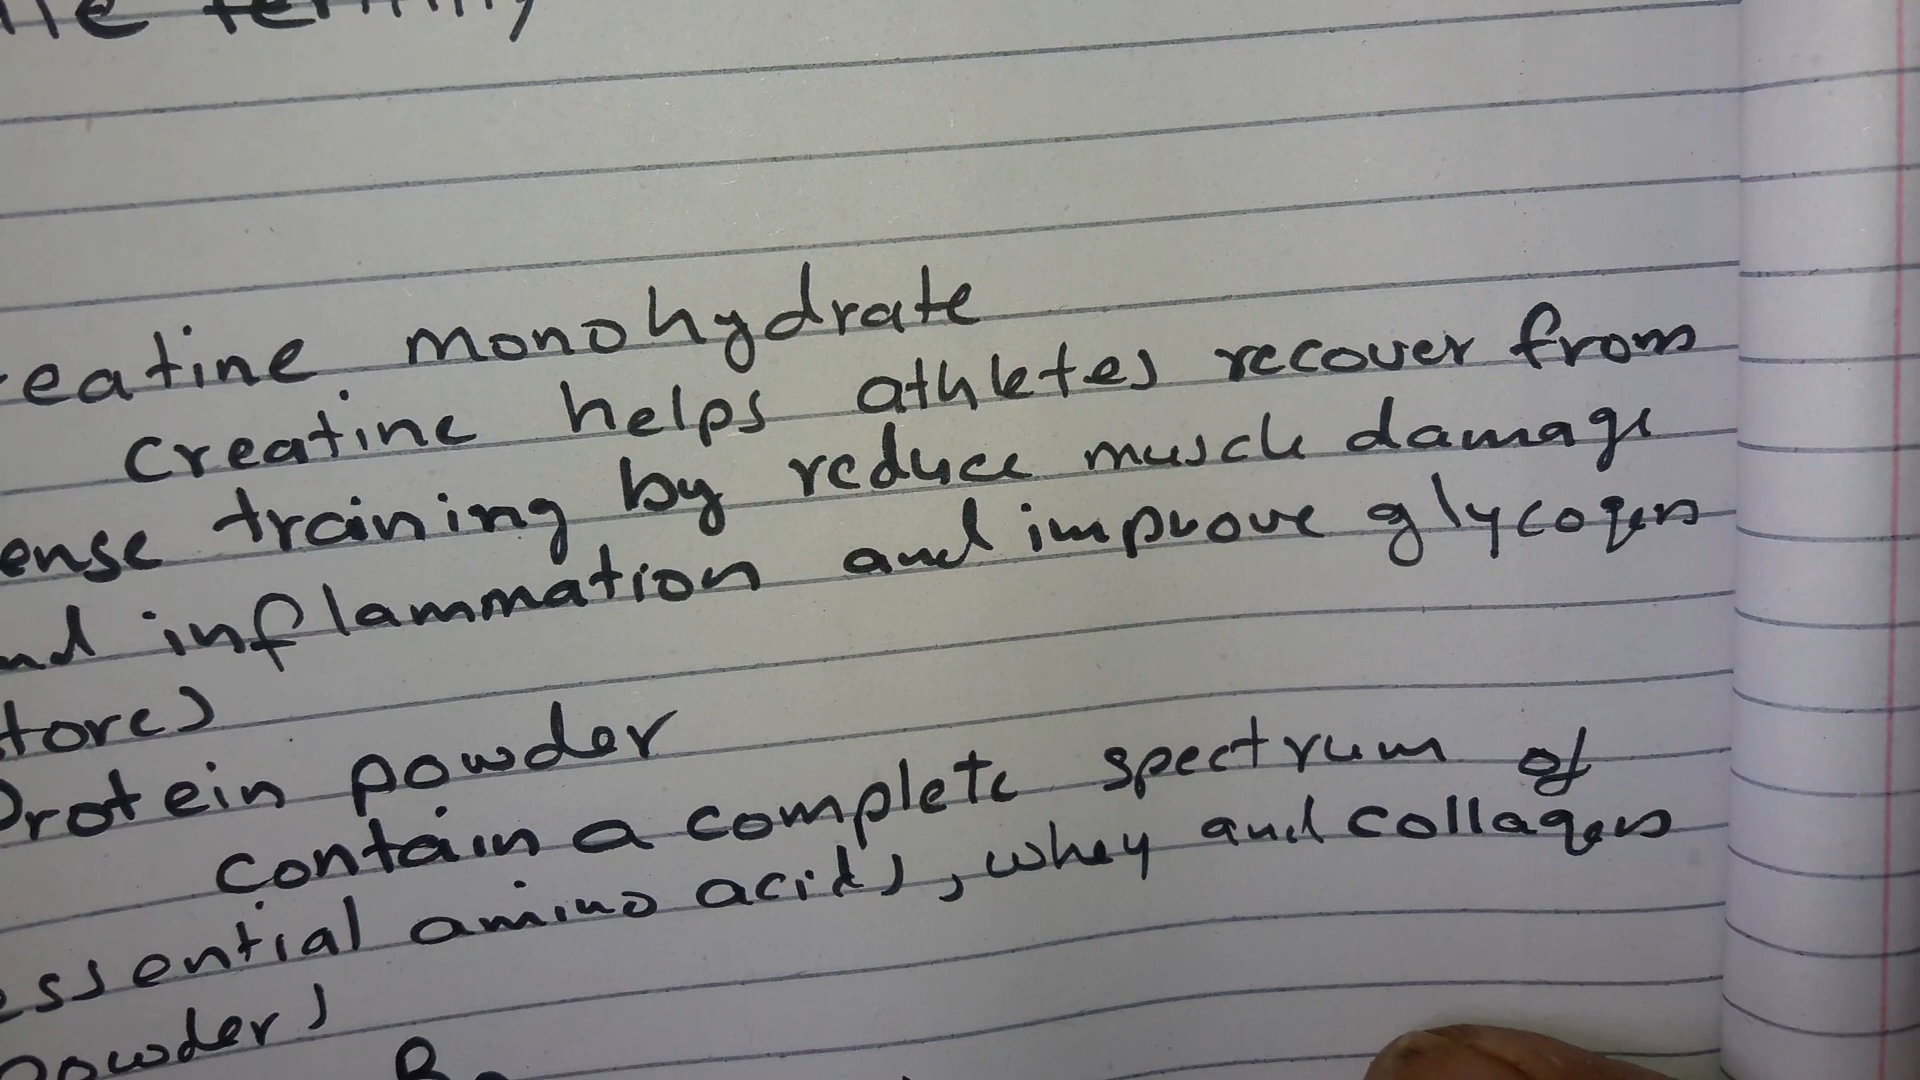 eatine monohydrate
Creatine helps athletes recover from
ense training by reduce muscle damage
nd inflammation and improve glycogen
tores
Protein powder
Contain a complete spectrum of
essential amino acids, whey and collagen
powders